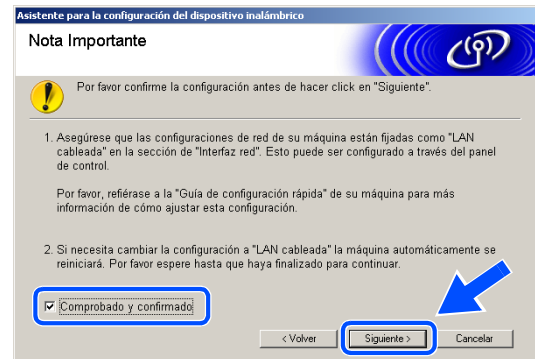 Asistente para la configuración del dispositivo inalámbrico
Nota Importante
Por favor confirme la configuración antes de hacer click en "Siguiente".
1. Asegúrese que las configuraciones de red de su máquina están fijadas como "LAN
cableada" en la sección de "Interfaz red". Esto puede ser configurado a través del panel
de control.
Por favor, refiérase a la "Guía de configuración rápida" de su máquina para más
información de cómo ajustar esta configuración.
2. Si necesita cambiar la configuración a "LAN cableada" la máquina automáticamente se
reiniciará. Por favor espere hasta que haya finalizado para continuar.
Comprobado y confirmado
< Volver Siguiente > Cancelar